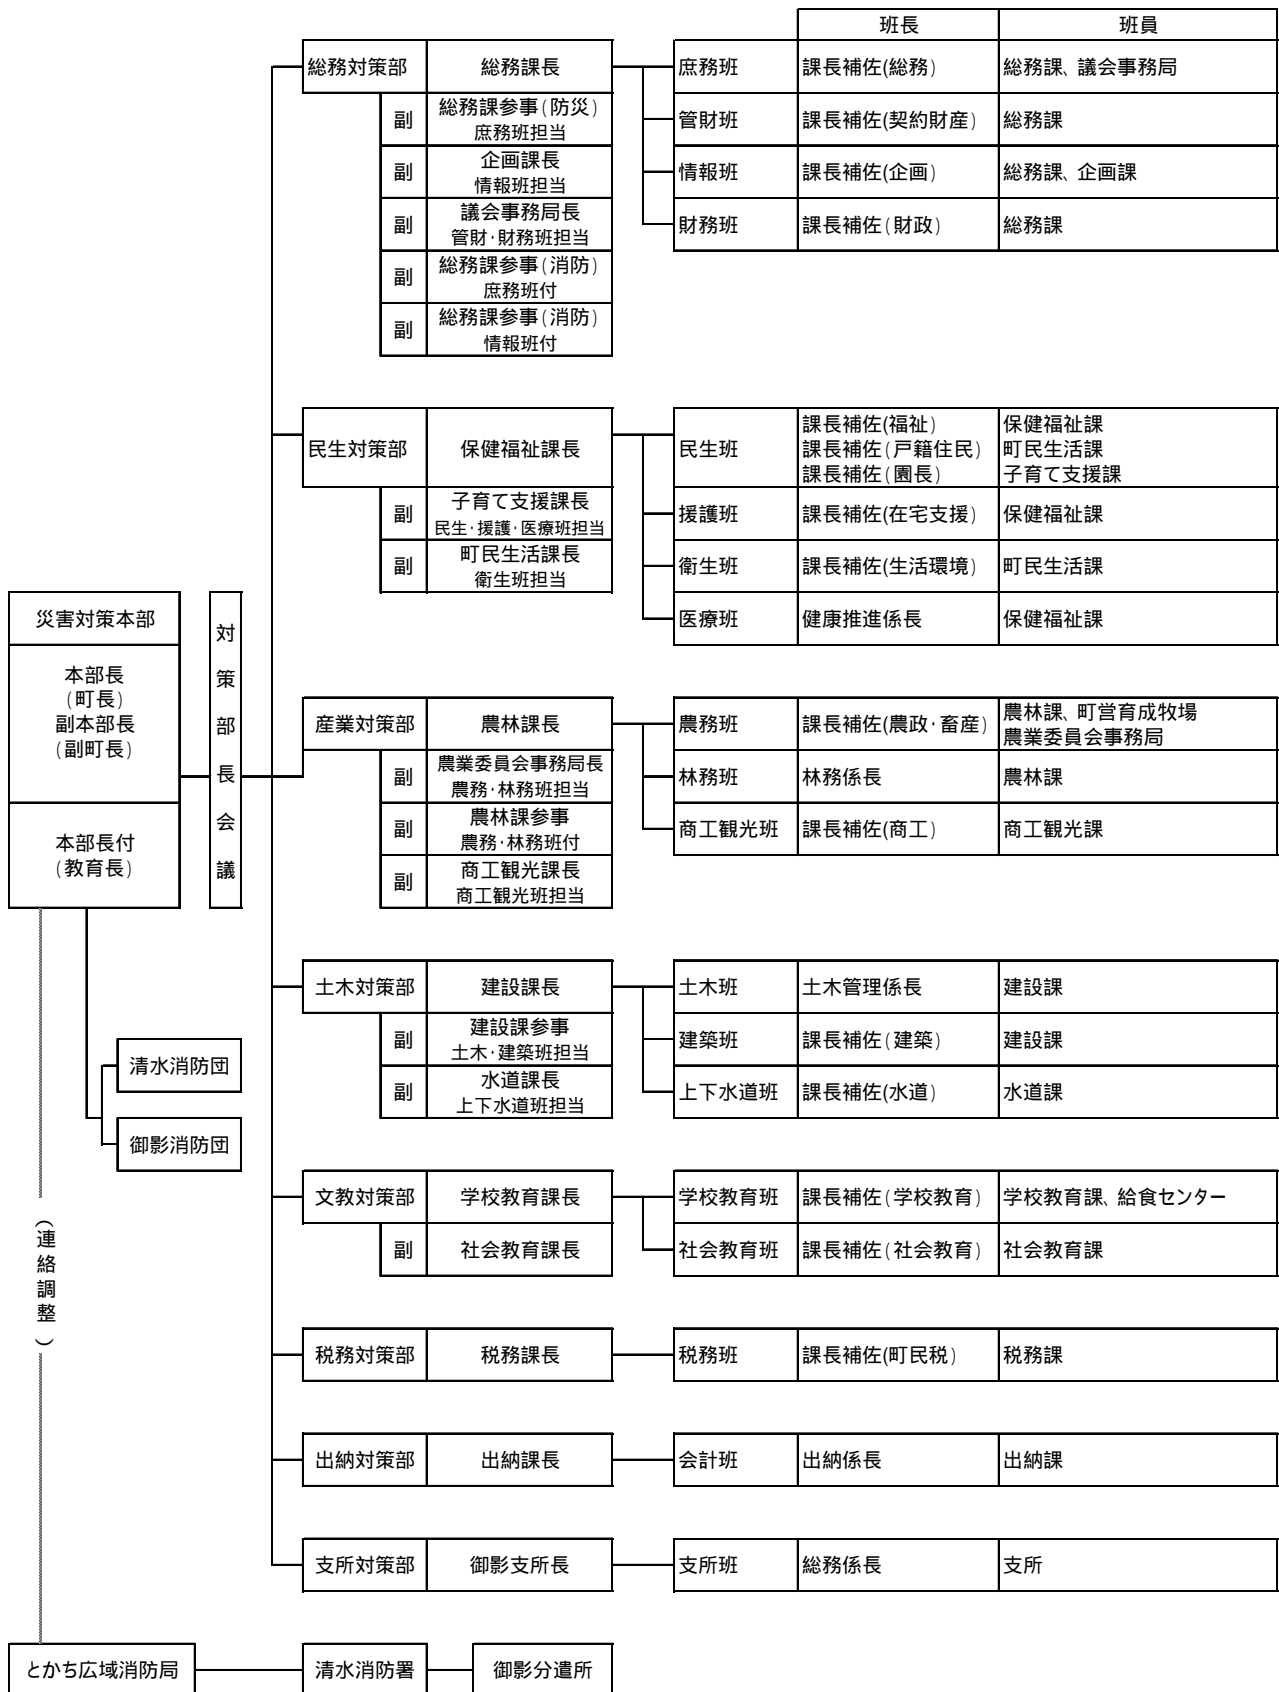 班長 班員
総務対策部 総務課長 庶務班 課長補佐(総務) 総務課、議会事務局
副 総務課参事(防災)
庶務班担当
管財班 課長補佐(契約財産) 総務課
副 企画課長
情報班担当
情報班 課長補佐(企画) 総務課、企画課
副 議会事務局長
管財・財務班担当
財務班 課長補佐(財政) 総務課
副 総務課参事(消防)
庶務班付
副 総務課参事(消防)
情報班付
民生対策部 保健福祉課長 民生班
課長補佐(福祉) 保健福祉課
課長補佐(戸籍住民) 町民生活課
課長補佐(園長) 子育て支援課
副 子育て支援課長
民生・援護・医療班担当
援護班 課長補佐(在宅支援) 保健福祉課
副 町民生活課長
衛生班担当
衛生班 課長補佐(生活環境) 町民生活課
医療班 健康推進係長 保健福祉課
災害対策本部
本部長
(町長)
副本部長
(副町長)
本部長付
(教育長)
対策部長会議
産業対策部 農林課長 農務班 課長補佐(農政・畜産)
農林課、町営育成牧場
農業委員会事務局
副 農業委員会事務局長
農務・林務班担当
林務班 林務係長 農林課
副 農林課参事
農務・林務班付
商工観光班 課長補佐(商工) 商工観光課
副 商工観光課長
商工観光班担当
土木対策部 建設課長 土木班 土木管理係長 建設課
副 建設課参事
土木・建築班担当
建築班 課長補佐(建築) 建設課
副 水道課長
上下水道班担当
上下水道班 課長補佐(水道) 水道課
清水消防団
御影消防団
文教対策部 学校教育課長 学校教育班 課長補佐(学校教育) 学校教育課、給食センター
副 社会教育課長 社会教育班 課長補佐(社会教育) 社会教育課
(連絡調整)
税務対策部 税務課長 税務班 課長補佐(町民税) 税務課
出納対策部 出納課長 会計班 出納係長 出納課
支所対策部 御影支所長 支所班 総務係長 支所
とかち広域消防局 清水消防署 御影分遣所